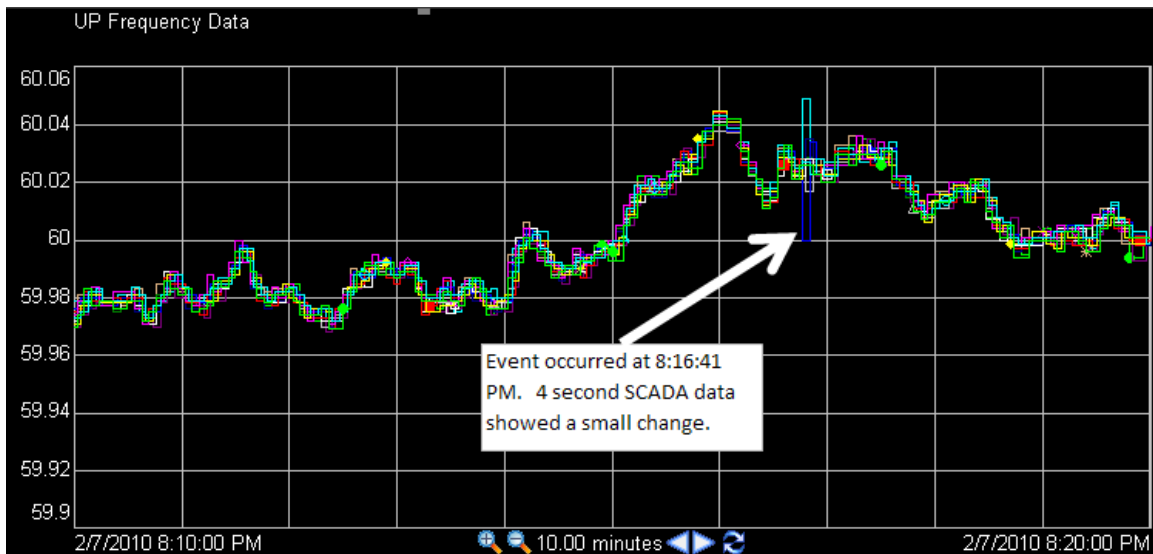 UP Frequency Data
60.06
60.04
60.02
60
59.98
59.96
59.94
59.92
59.9
Event occurred at 8:16:41
PM. 4 second SCADA data
showed a small change.
2/7/2010 8:10:00 PM
10.00 minutes
2/7/2010 8:20:00 PM